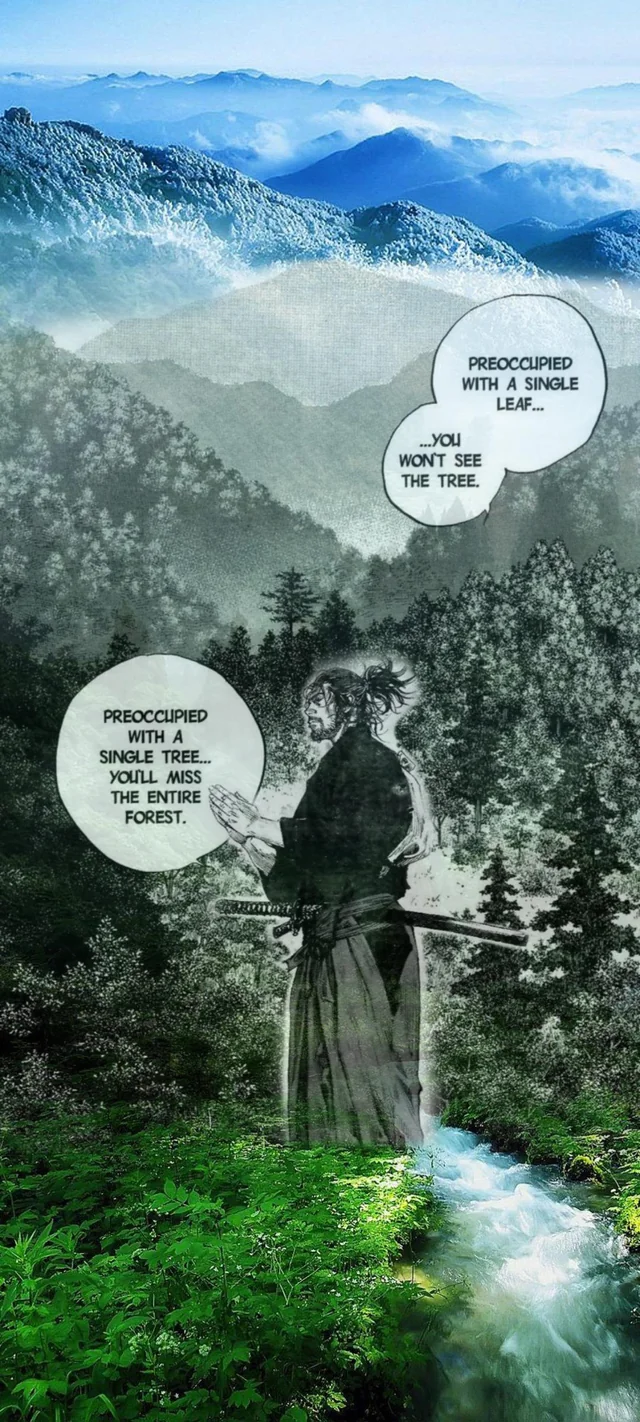 PREOCCUPIED
WITH A SINGLE
LEAF...
...YOU
WON'T SEE
THE TREE.
PREOCCUPIED
WITH A
SINGLE TREE...
YOU'LL MISS
THE ENTIRE
FOREST.